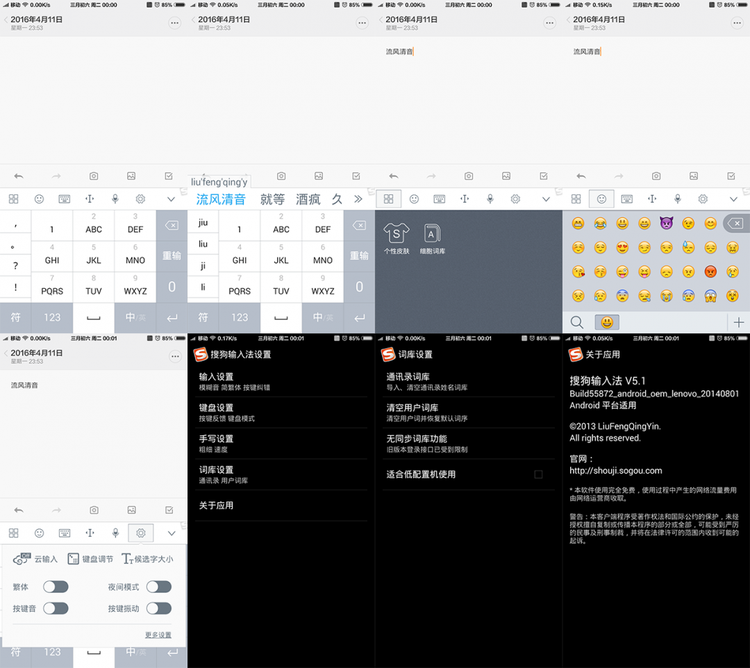 移动 0.00K/s 三月初六 周二 00:00 85%
2016年4月11日
星期一 23:53
,
。
?
!
1
2
ABC
3
DEF
4
GHI
5
JKL
6
MNO
重输
7
PQRS
8
TUV
9
WXYZ
0
符
123
中/英
移动 0.05K/s 三月初六 周二 00:00 85%
2016年4月11日
星期一 23:53
liu'feng'qing'y
流风清音 就等 酒疯 久
jiu
liu
ji
li
1
2
ABC
3
DEF
4
GHI
5
JKL
6
MNO
重输
7
PQRS
8
TUV
9
WXYZ
0
符
123
中/英
移动 0.00K/s 三月初六 周二 00:00 85%
2016年4月11日
星期一 23:53
流风清音
S
A
个性皮肤
细胞词库
移动 0.15K/s 三月初六 周二 00:00 85%
2016年4月11日
星期一 23:53
流风清音
移动 0.00K/s 三月初六 周二 00:01 85%
2016年4月11日
星期一 23:53
流风清音
云输入
键盘调节
候选字大小
繁体
夜间模式
按键音
按键振动
更多设置
符
123
中/英
移动 0.17K/s 三月初六 周二 00:01 85%
S 搜狗输入法设置
输入设置
模糊音 简繁体 按键纠错
键盘设置
按键反馈 键盘模式
手写设置
粗细 速度
词库设置
通讯录 用户词库
关于应用
移动 0.00K/s 三月初六 周二 00:01 85%
S 词库设置
通讯录词库
导入、清空通讯录姓名词库
清空用户词库
清空用户词并恢复默认词序
无同步词库功能
旧版本登录接口已受到限制
适合低配置机使用
移动 0.00K/s 三月初六 周二 00:01 85%
S 关于应用
搜狗输入法 V5.1
Build55872_android_oem_lenovo_20140801
Android 平台适用
©2013 LiuFengQingYin.
All rights reserved.
官网：
http://shouji.sogou.com
* 本软件使用完全免费，使用过程中产生的网络流量费用
由网络运营商收取。
警告：本客户端程序受著作权法和国际公约的保护，未经
授权擅自复制或传播本程序的部分或全部，可能受到严厉
的民事及刑事制裁，并将在法律许可的范围内受到可能的
起诉。